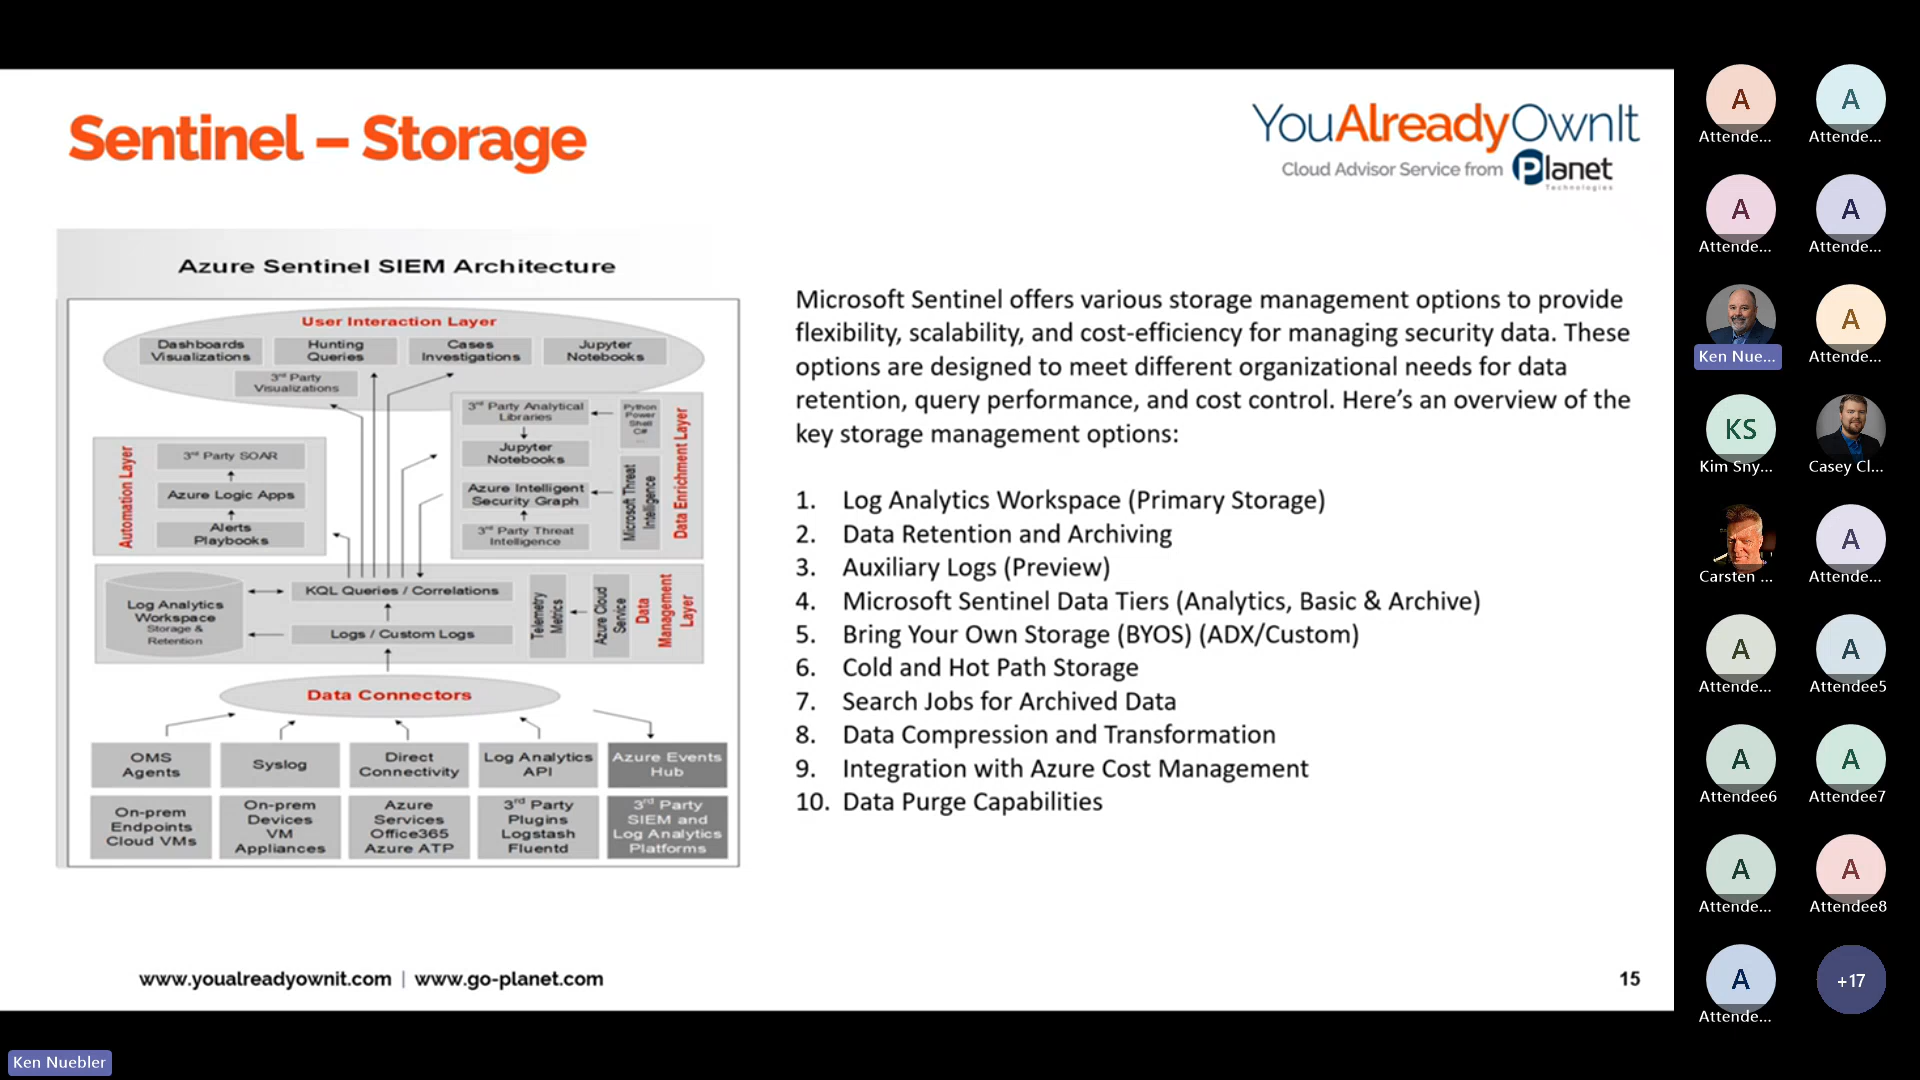 Sentinel – Storage
YouAlreadyOwnIt
Cloud Advisor Service from Planet
Technologies
Azure Sentinel SIEM Architecture
User Interaction Layer
Dashboards
Visualizations
Hunting
Queries
Cases
Investigations
Jupyter
Notebooks
3rd Party
Visualizations
Automation Layer
3rd Party SOAR
Azure Logic Apps
Alerts
Playbooks
3rd Party Analytical
Libraries
Jupyter
Notebooks
Azure Intelligent
Security Graph
3rd Party Threat
Intelligence
Python
Power
Shell
C#
...
Microsoft Threat
Intelligence
Data Enrichment Layer
Log Analytics
Workspace
Storage &
Retention
KQL Queries / Correlations
Logs / Custom Logs
Telemetry
Metrics
Azure Cloud
Service
Data
Management
Layer
Data Connectors
OMS
Agents
Syslog
Direct
Connectivity
Log Analytics
API
Azure Events
Hub
On-prem
Endpoints
Cloud VMs
On-prem
Devices
VM
Appliances
Azure
Services
Office365
Azure ATP
3rd Party
Plugins
Logstash
Fluentd
3rd Party
SIEM and
Log Analytics
Platforms
Microsoft Sentinel offers various storage management options to provide
flexibility, scalability, and cost-efficiency for managing security data. These
options are designed to meet different organizational needs for data
retention, query performance, and cost control. Here’s an overview of the
key storage management options:
1. Log Analytics Workspace (Primary Storage)
2. Data Retention and Archiving
3. Auxiliary Logs (Preview)
4. Microsoft Sentinel Data Tiers (Analytics, Basic & Archive)
5. Bring Your Own Storage (BYOS) (ADX/Custom)
6. Cold and Hot Path Storage
7. Search Jobs for Archived Data
8. Data Compression and Transformation
9. Integration with Azure Cost Management
10. Data Purge Capabilities
www.youalreadyownit.com | www.go-planet.com
15
A
Attende...
A
Attende...
A
Attende...
A
Attende...
Ken Nue...
A
Attende...
KS
Kim Sny...
Casey Cl...
Carsten ...
A
Attende...
A
Attende...
A
Attendee5
A
Attendee6
A
Attendee7
A
Attende...
A
Attendee8
A
Attende...
+17
Ken Nuebler